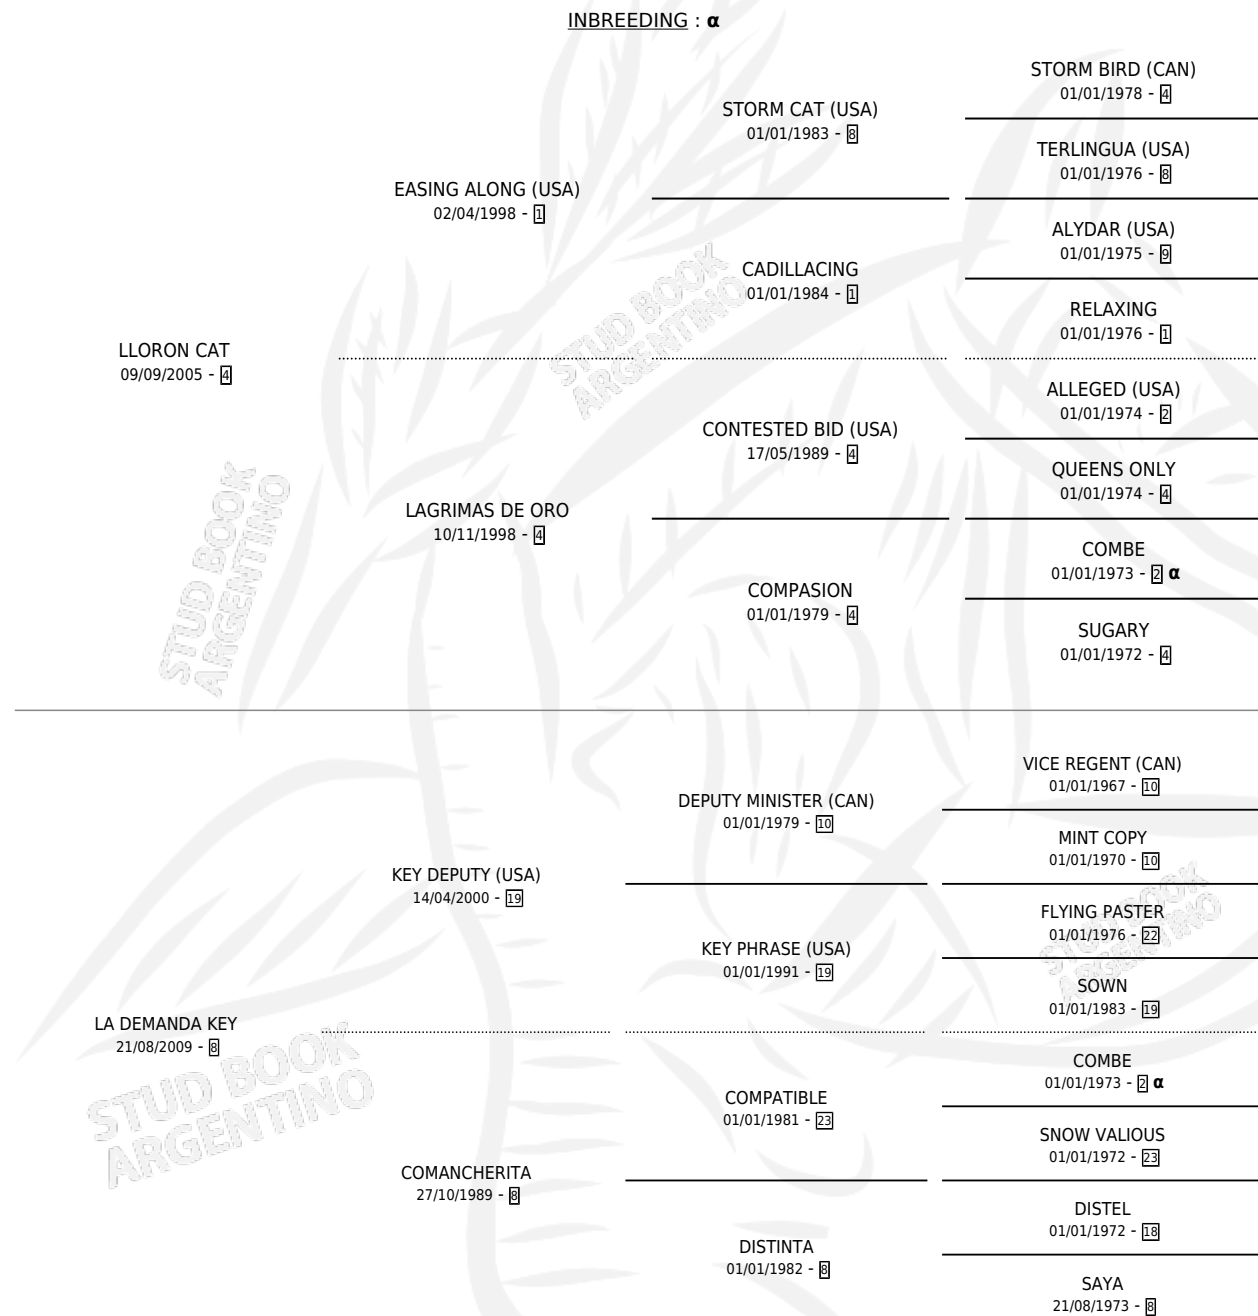 INBREEDING : α
STORM BIRD (CAN)
01/01/1978 - 4
STORM CAT (USA)
01/01/1983 - 8
TERLINGUA (USA)
01/01/1976 - 8
EASING ALONG (USA)
02/04/1998 - 1
ALYDAR (USA)
01/01/1975 - 9
CADILLACING
01/01/1984 - 1
RELAXING
01/01/1976 - 1
LLORON CAT
09/09/2005 - 4
ALLEGED (USA)
01/01/1974 - 2
CONTESTED BID (USA)
17/05/1989 - 4
QUEENS ONLY
01/01/1974 - 4
LAGRIMAS DE ORO
10/11/1998 - 4
COMBE
01/01/1973 - 2 α
COMPASION
01/01/1979 - 4
SUGARY
01/01/1972 - 4
VICE REGENT (CAN)
01/01/1967 - 10
DEPUTY MINISTER (CAN)
01/01/1979 - 10
MINT COPY
01/01/1970 - 10
KEY DEPUTY (USA)
14/04/2000 - 19
FLYING PASTER
01/01/1976 - 22
KEY PHRASE (USA)
01/01/1991 - 19
SOWN
01/01/1983 - 19
LA DEMANDA KEY
21/08/2009 - 8
COMBE
01/01/1973 - 2 α
COMPATIBLE
01/01/1981 - 23
SNOW VALIOUS
01/01/1972 - 23
COMANCHERITA
27/10/1989 - 8
DISTEL
01/01/1972 - 18
DISTINTA
01/01/1982 - 8
SAYA
21/08/1973 - 8
STUD BOOK
ARGENTINO
STUD BOOK
ARGENTINO
STUD BOOK
ARGENTINO
STUD BOOK
ARGENTINO